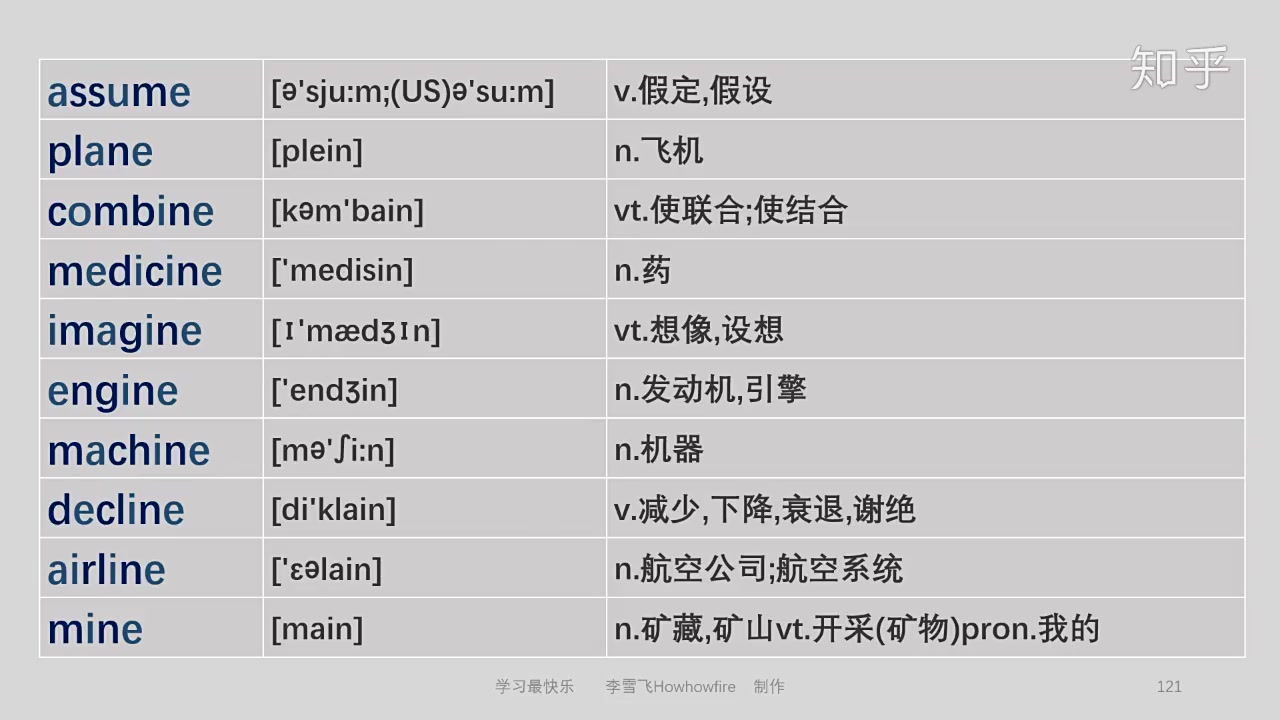 知乎
assume [ə'sju:m;(US)ə'su:m] v.假定,假设
plane [plein] n.飞机
combine [kəm'bain] vt.使联合;使结合
medicine ['medisin] n.药
imagine [ɪ'mædʒɪn] vt.想像,设想
engine ['endʒin] n.发动机,引擎
machine [mə'ʃi:n] n.机器
decline [di'klain] v.减少,下降,衰退,谢绝
airline ['ɛəlain] n.航空公司;航空系统
mine [main] n.矿藏,矿山vt.开采(矿物)pron.我的
学习最快乐 李雪飞Howhowfire 制作 121